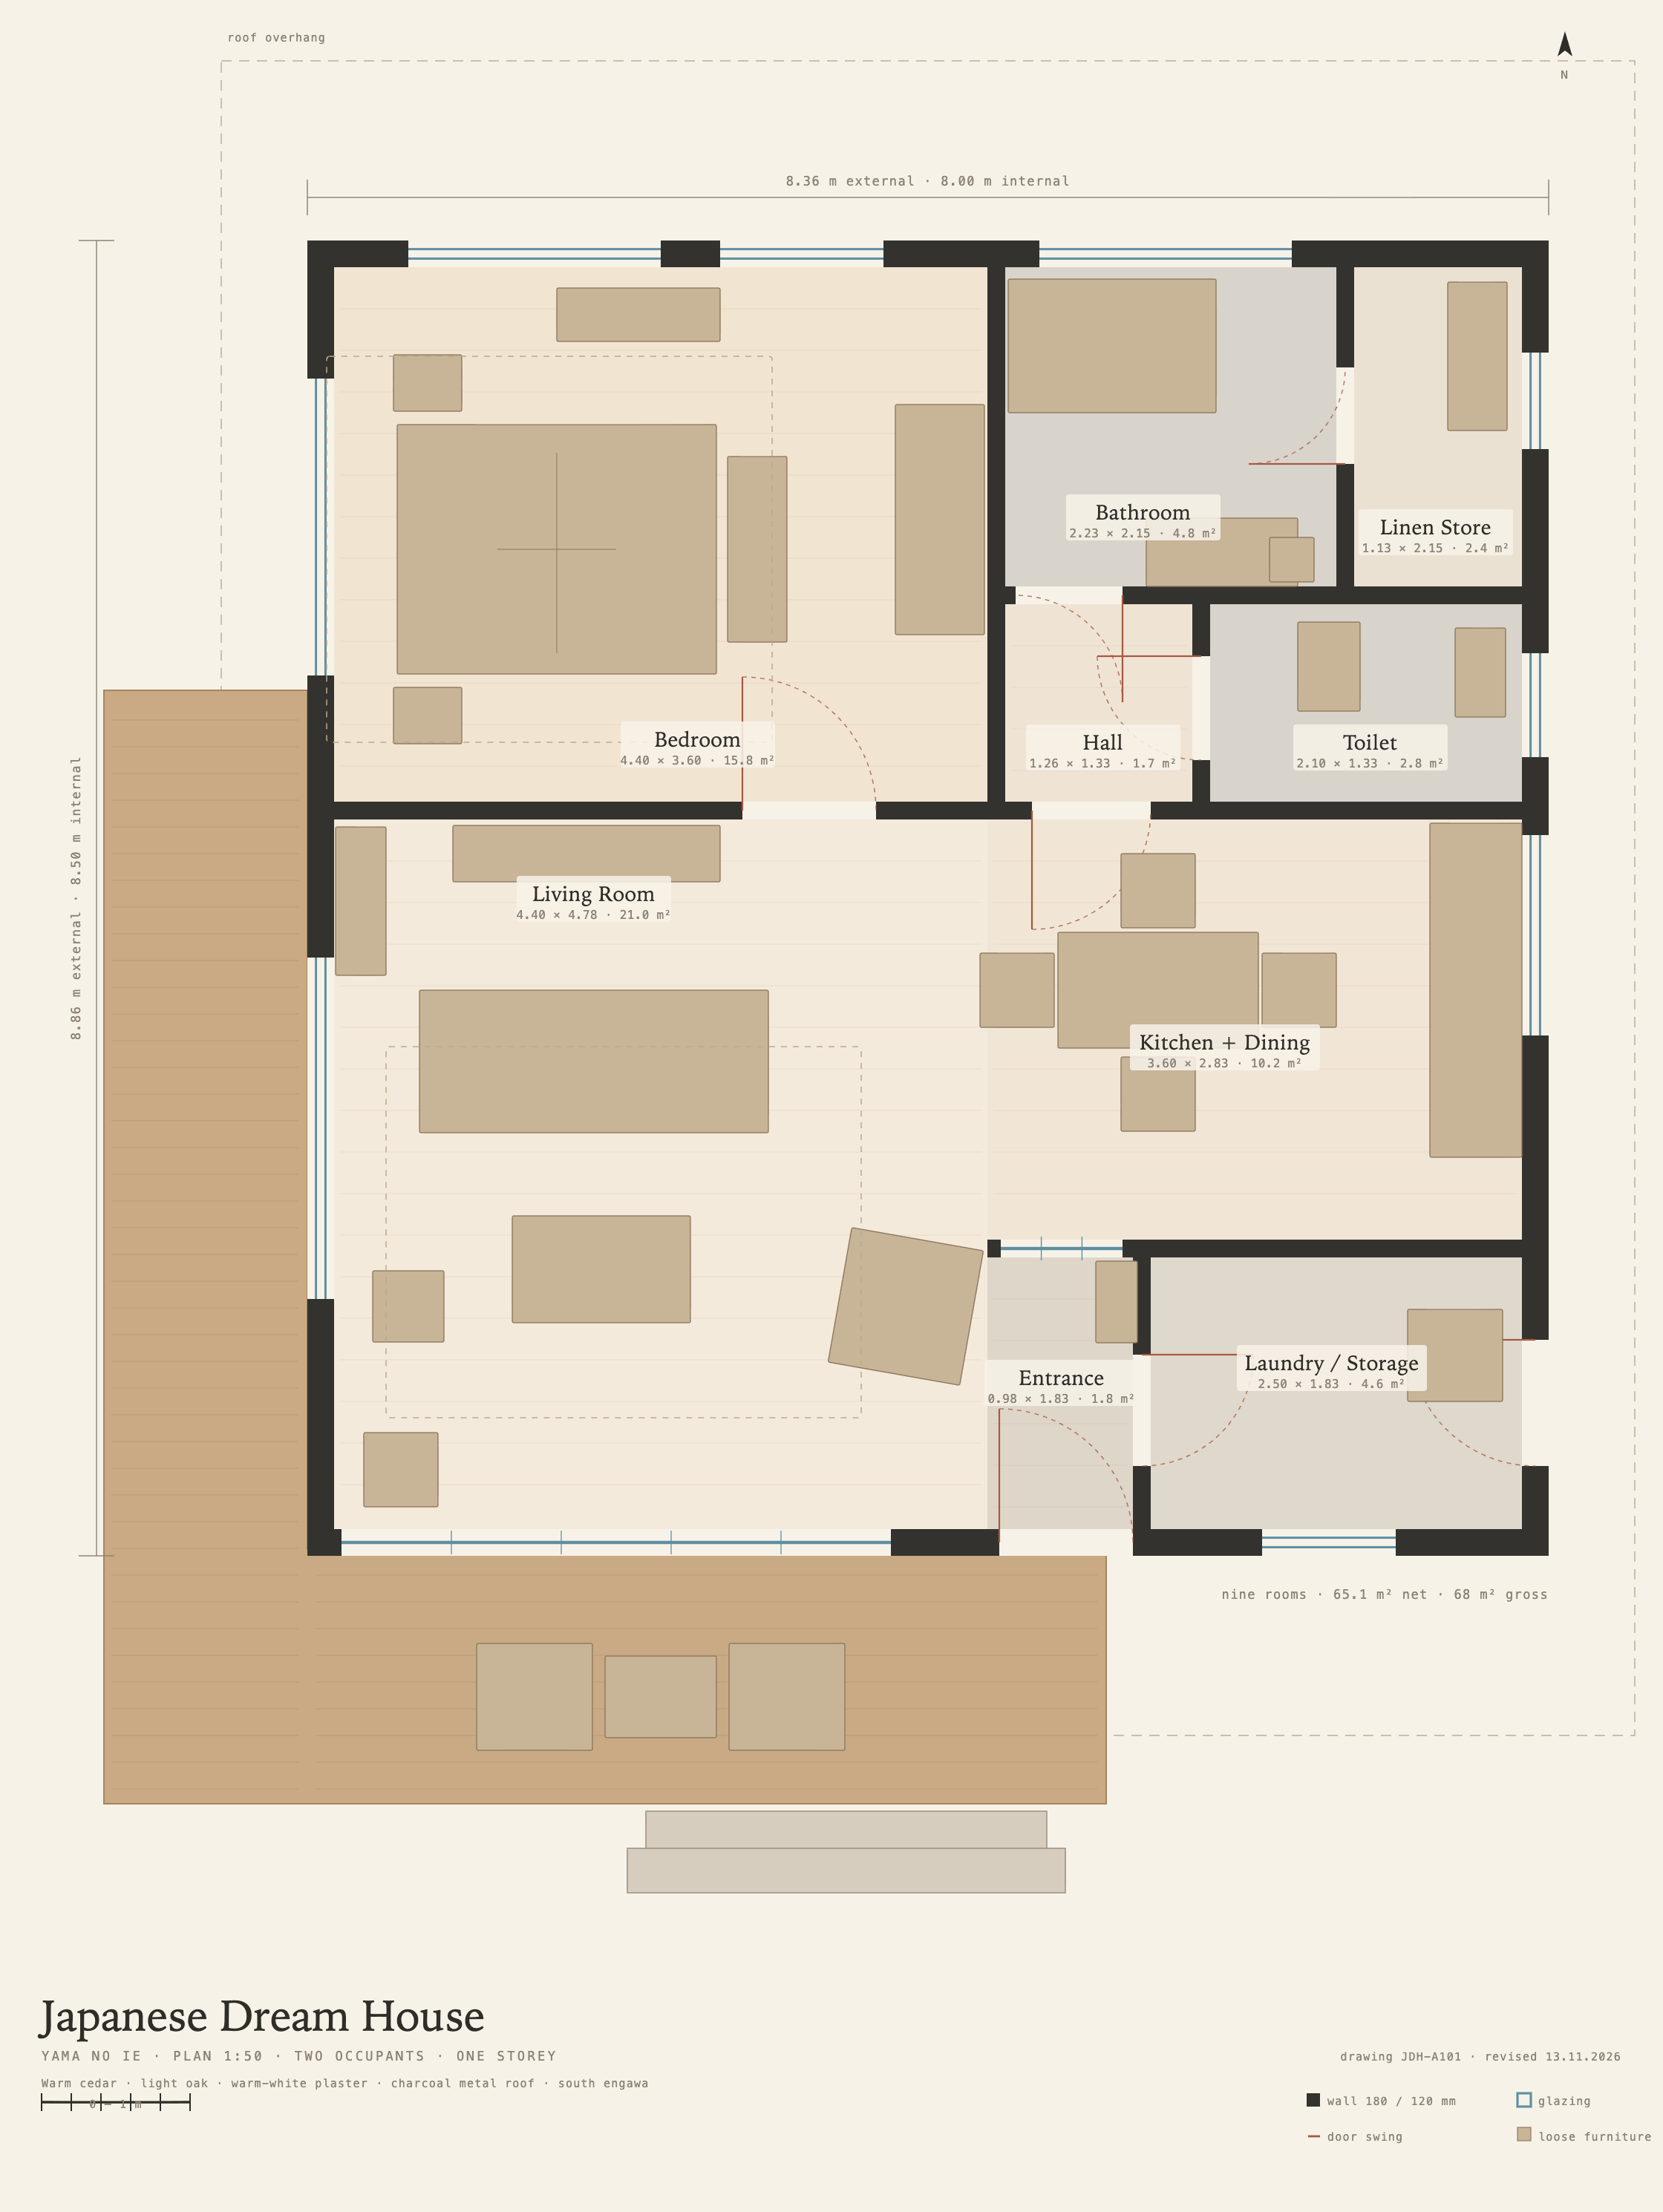 roof overhang
N
8.36 m external · 8.00 m internal
8.86 m external · 8.50 m internal
Bathroom
2.23 × 2.15 · 4.8 m²
Linen Store
1.13 × 2.15 · 2.4 m²
Bedroom
4.40 × 3.60 · 15.8 m²
Hall
1.26 × 1.33 · 1.7 m²
Toilet
2.10 × 1.33 · 2.8 m²
Living Room
4.40 × 4.78 · 21.0 m²
Kitchen + Dining
3.60 × 2.83 · 10.2 m²
Entrance
0.98 × 1.83 · 1.8 m²
Laundry / Storage
2.50 × 1.83 · 4.6 m²
nine rooms · 65.1 m² net · 68 m² gross
Japanese Dream House
YAMA NO IE · PLAN 1:50 · TWO OCCUPANTS · ONE STOREY
Warm cedar · light oak · warm-white plaster · charcoal metal roof · south engawa
0 — 1 m
drawing JDH-A101 · revised 13.11.2026
wall 180 / 120 mm
glazing
door swing
loose furniture